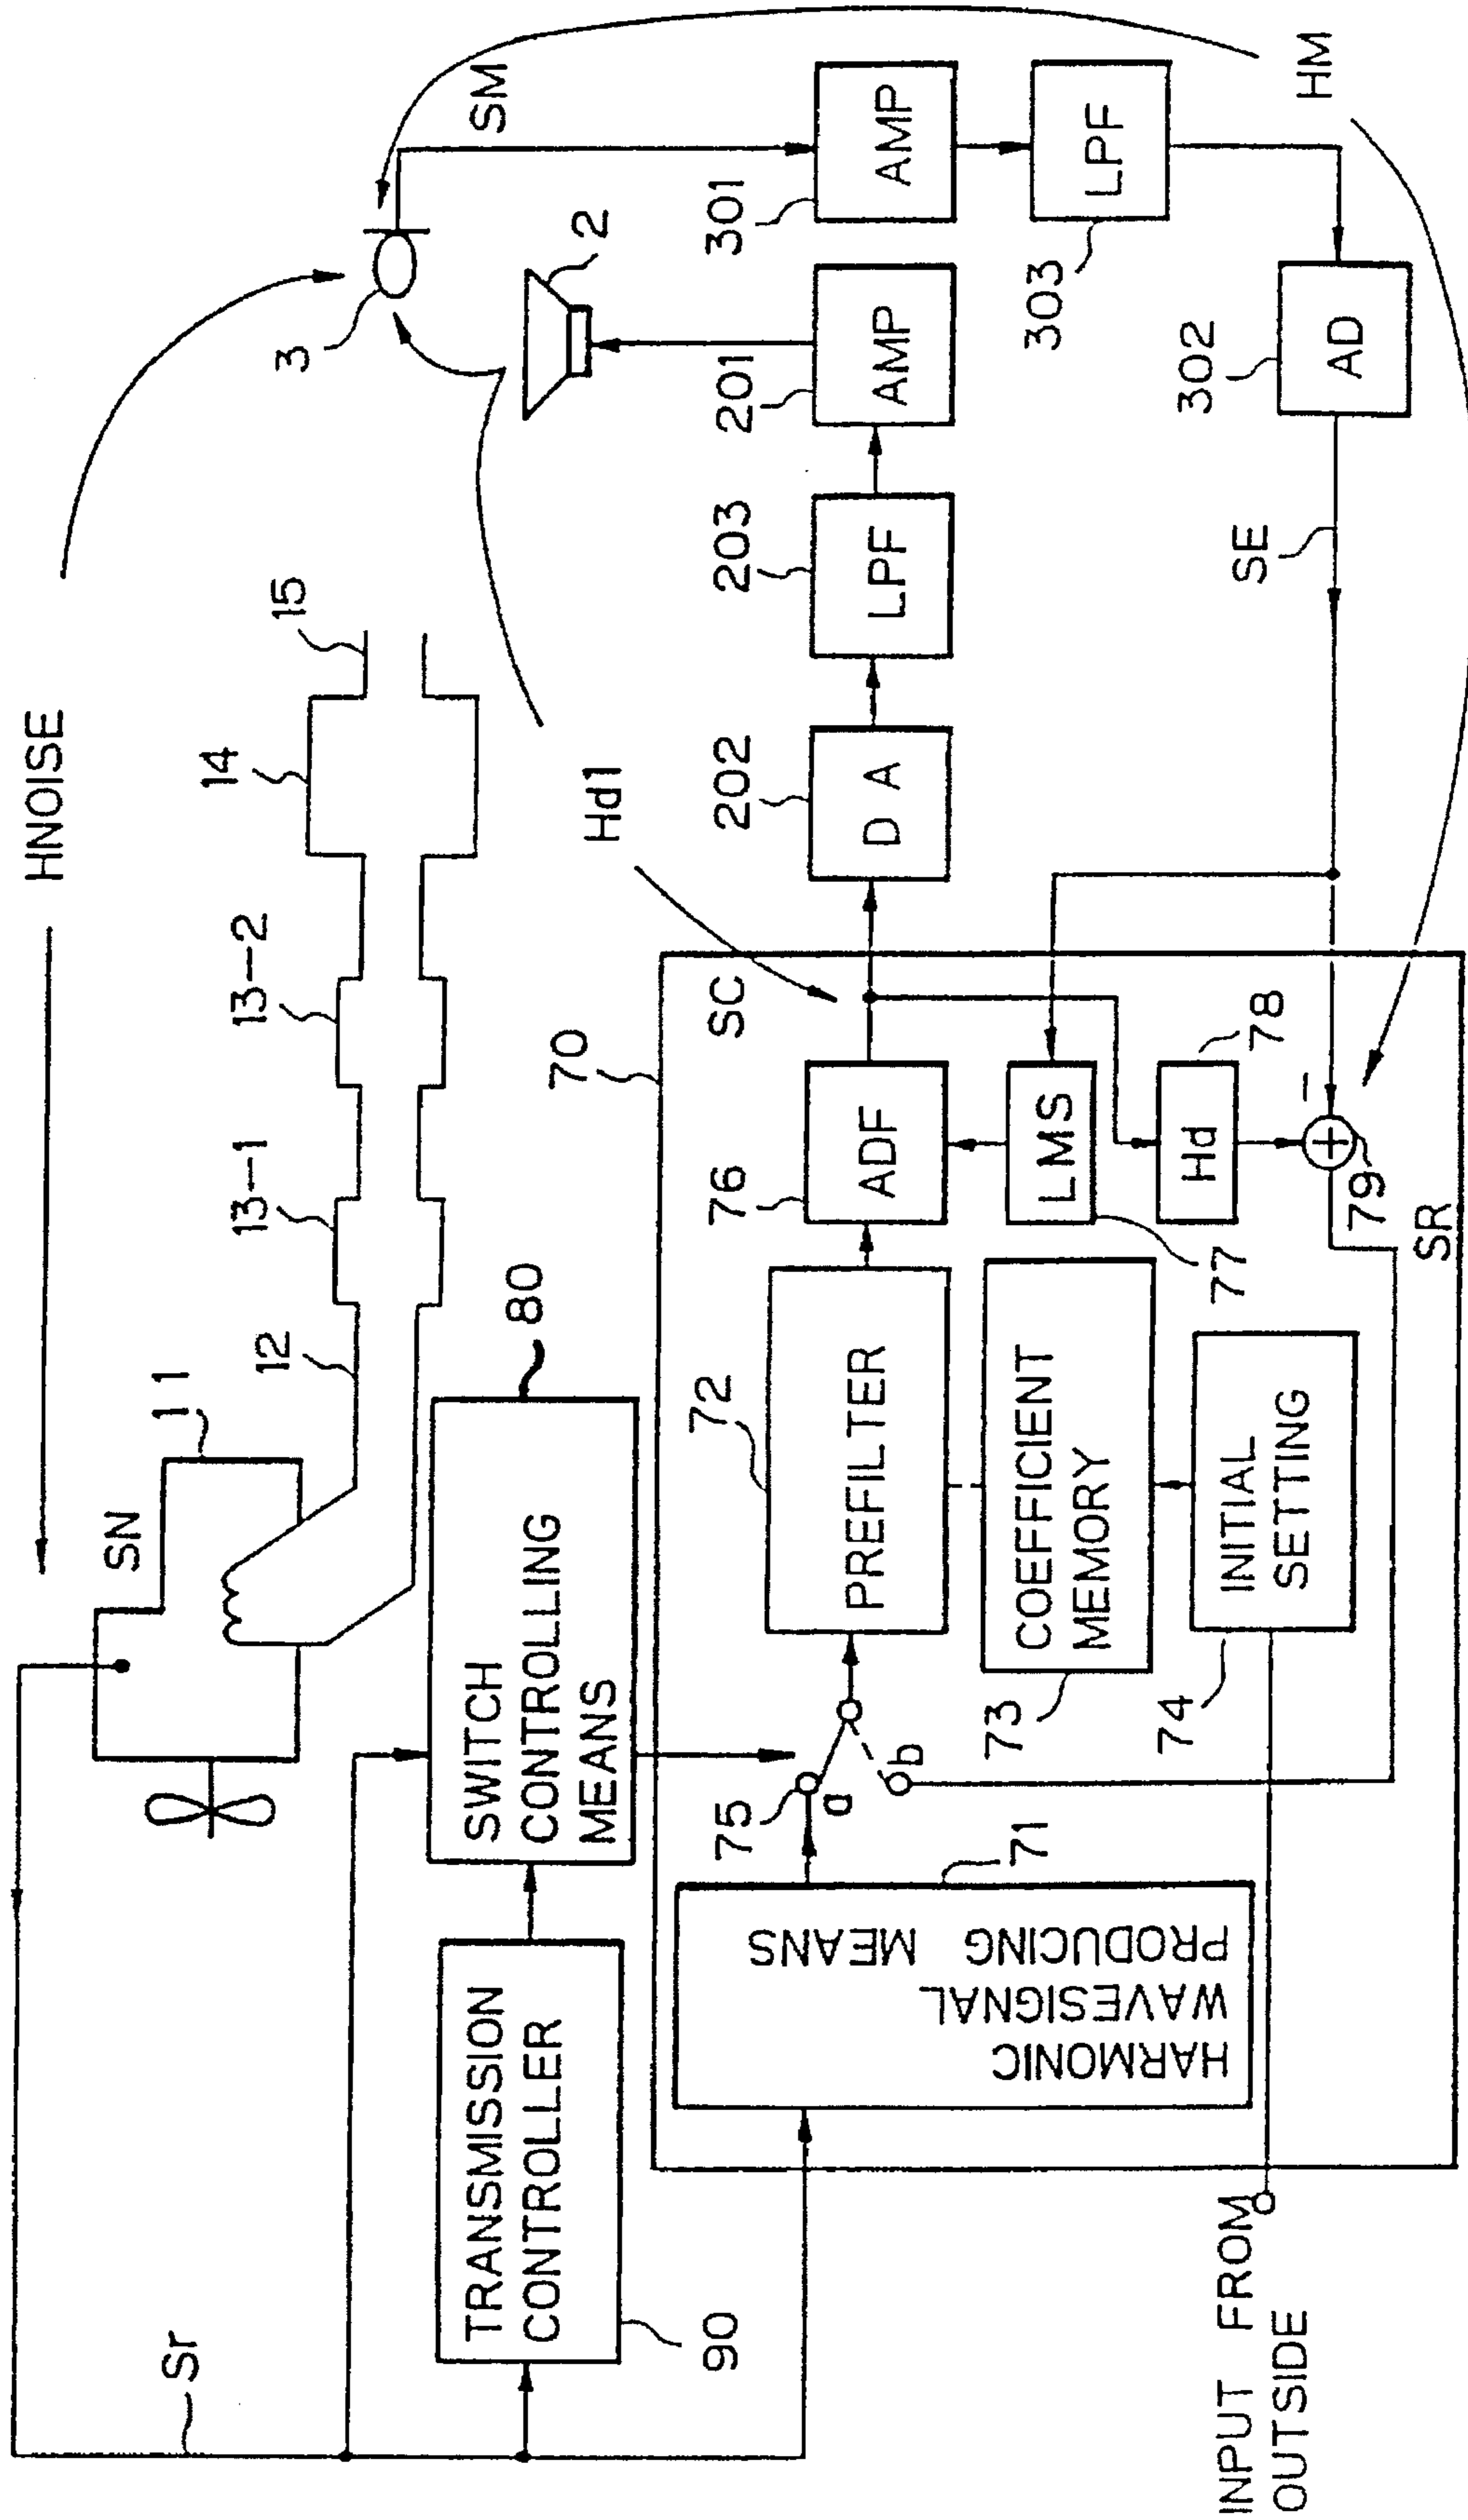 HNOISE
Sr
SN
11
12
13-1
13-2
14
15
3
SM
2
HM
Hd1
TRANSMISSION
CONTROLLER
90
SWITCH
CONTROLLING
MEANS
80
70
SC
75
a
b
72
PREFILTER
76
ADF
202
D A
203
LPF
201
AMP
301
AMP
303
LPF
302
AD
SE
HARMONIC
WAVESIGNAL
PRODUCING MEANS
71
73
COEFFICIENT
MEMORY
74
INITIAL
SETTING
LMS
77
Hd
78
79
−
+
SR
INPUT FROM
OUTSIDE